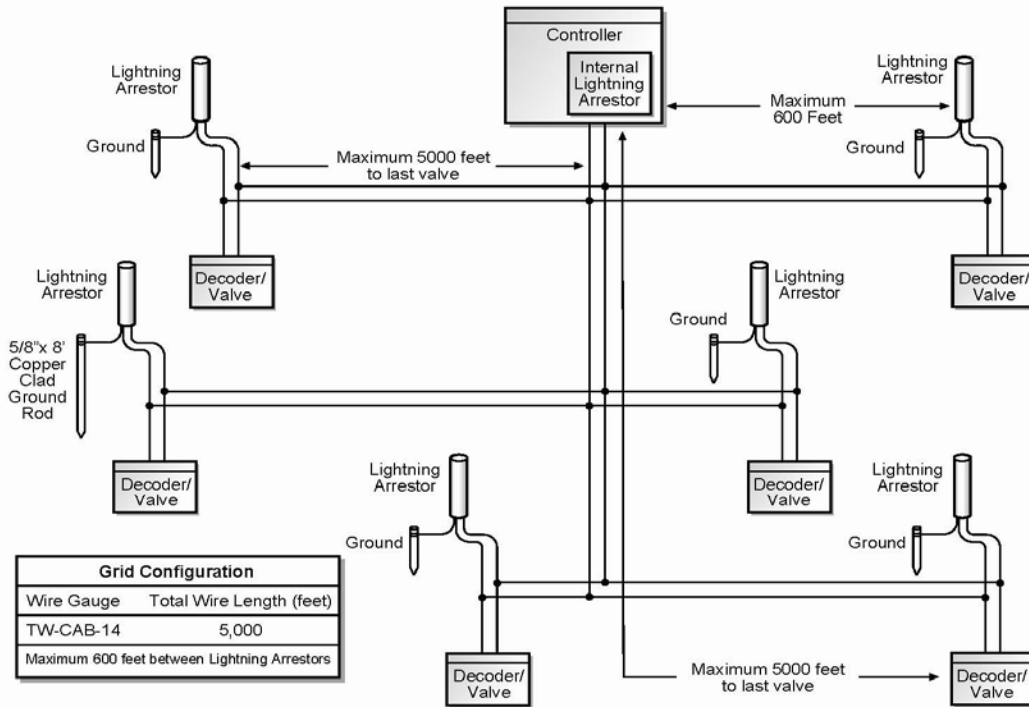 Controller
Internal
Lightning
Arrestor
Lightning
Arrestor
Ground
Maximum 5000 feet
to last valve
Maximum
600 Feet
Lightning
Arrestor
Ground
Decoder/
Valve
Decoder/
Valve
Lightning
Arrestor
5/8"x 8'
Copper
Clad
Ground
Rod
Decoder/
Valve
Lightning
Arrestor
Ground
Decoder/
Valve
Lightning
Arrestor
Ground
Decoder/
Valve
Lightning
Arrestor
Ground
Decoder/
Valve
Maximum 5000 feet
to last valve
Grid Configuration
Wire Gauge Total Wire Length (feet)
TW-CAB-14 5,000
Maximum 600 feet between Lightning Arrestors